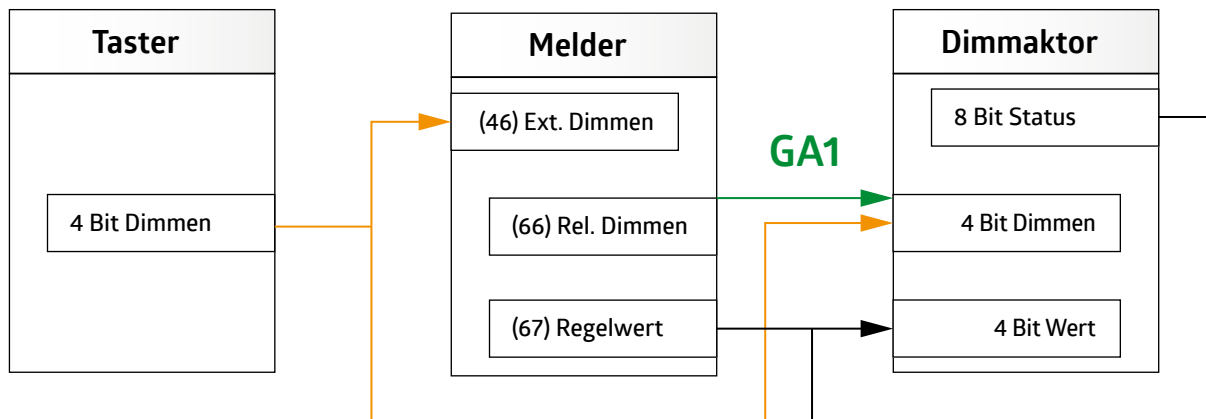 Taster
Melder
Dimmaktor
(46) Ext. Dimmen
8 Bit Status
GA1
4 Bit Dimmen
(66) Rel. Dimmen
4 Bit Dimmen
(67) Regelwert
4 Bit Wert